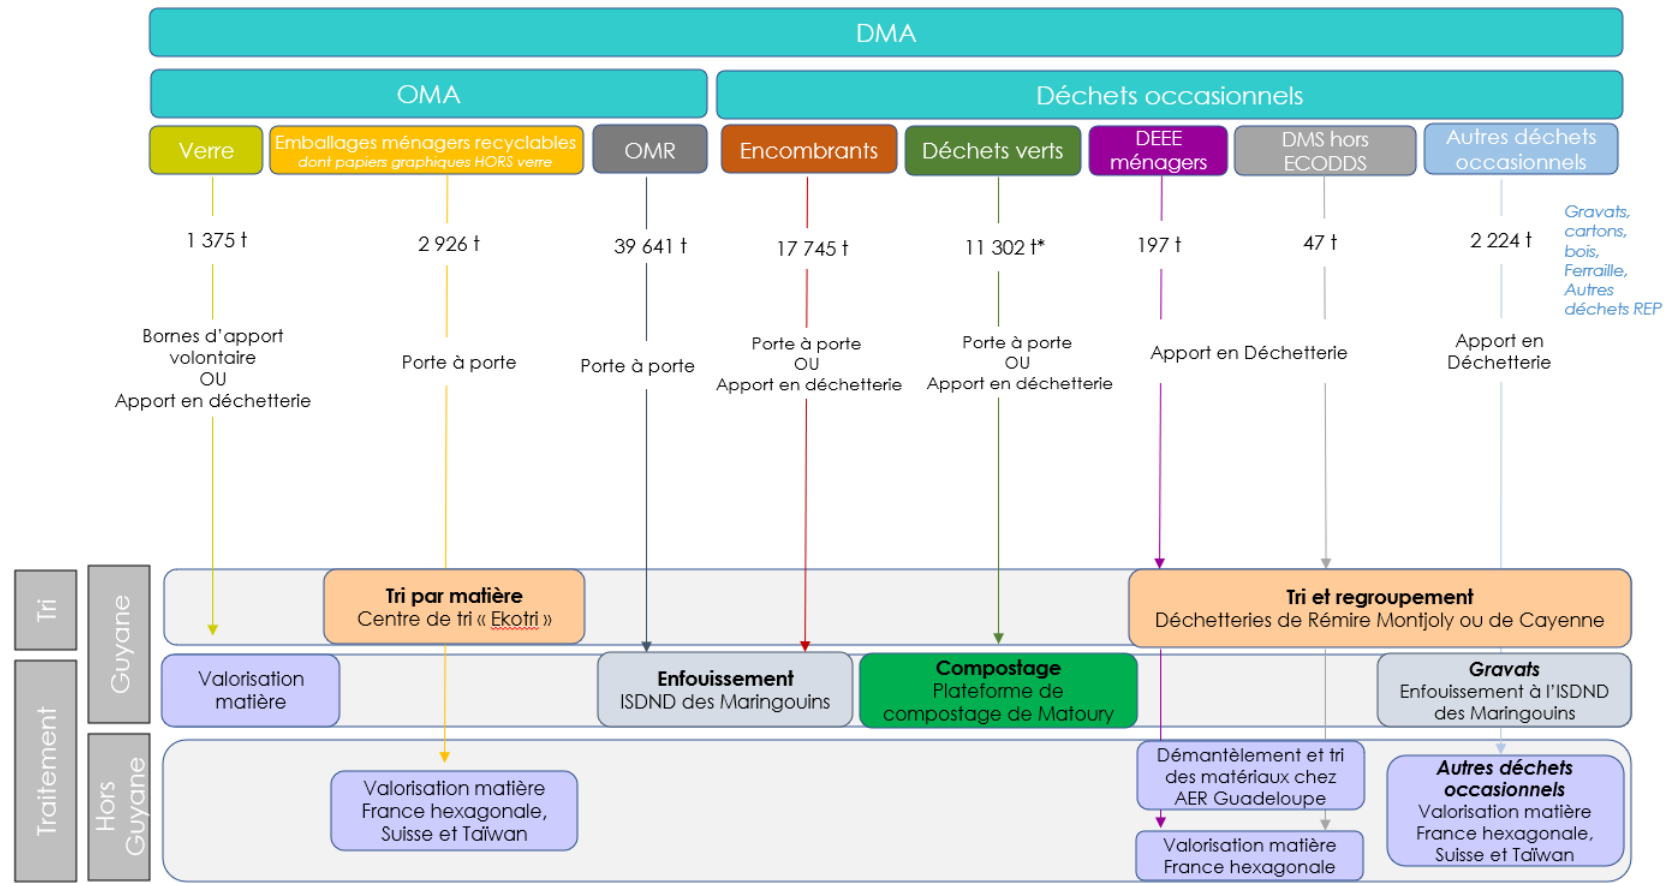 DMA
OMA
Déchets occasionnels
Verre
Emballages ménagers recyclables
dont papiers graphiques HORS verre
OMR
Encombrants
Déchets verts
DEEE
ménagers
DMS hors
ECODDS
Autres déchets
occasionnels
1 375 t
2 926 t
39 641 t
17 745 t
11 302 t*
197 t
47 t
2 224 t
Gravats,
cartons,
bois,
Ferraille,
Autres
déchets REP
Bornes d'apport
volontaire
OU
Apport en déchetterie
Porte à porte
Porte à porte
Porte à porte
OU
Apport en déchetterie
Porte à porte
OU
Apport en déchetterie
Apport en Déchetterie
Apport en
Déchetterie
Tri
Guyane
Tri par matière
Centre de tri « Ekotri »
Tri et regroupement
Déchetteries de Rémire Montjoly ou de Cayenne
Traitement
Valorisation
matière
Enfouissement
ISDND des Maringouins
Compostage
Plateforme de
compostage de Matoury
Gravats
Enfouissement à l'ISDND
des Maringouins
Hors
Guyane
Valorisation matière
France hexagonale,
Suisse et Taïwan
Démantèlement et tri
des matériaux chez
AER Guadeloupe
Valorisation matière
France hexagonale
Autres déchets
occasionnels
Valorisation matière
France hexagonale,
Suisse et Taïwan